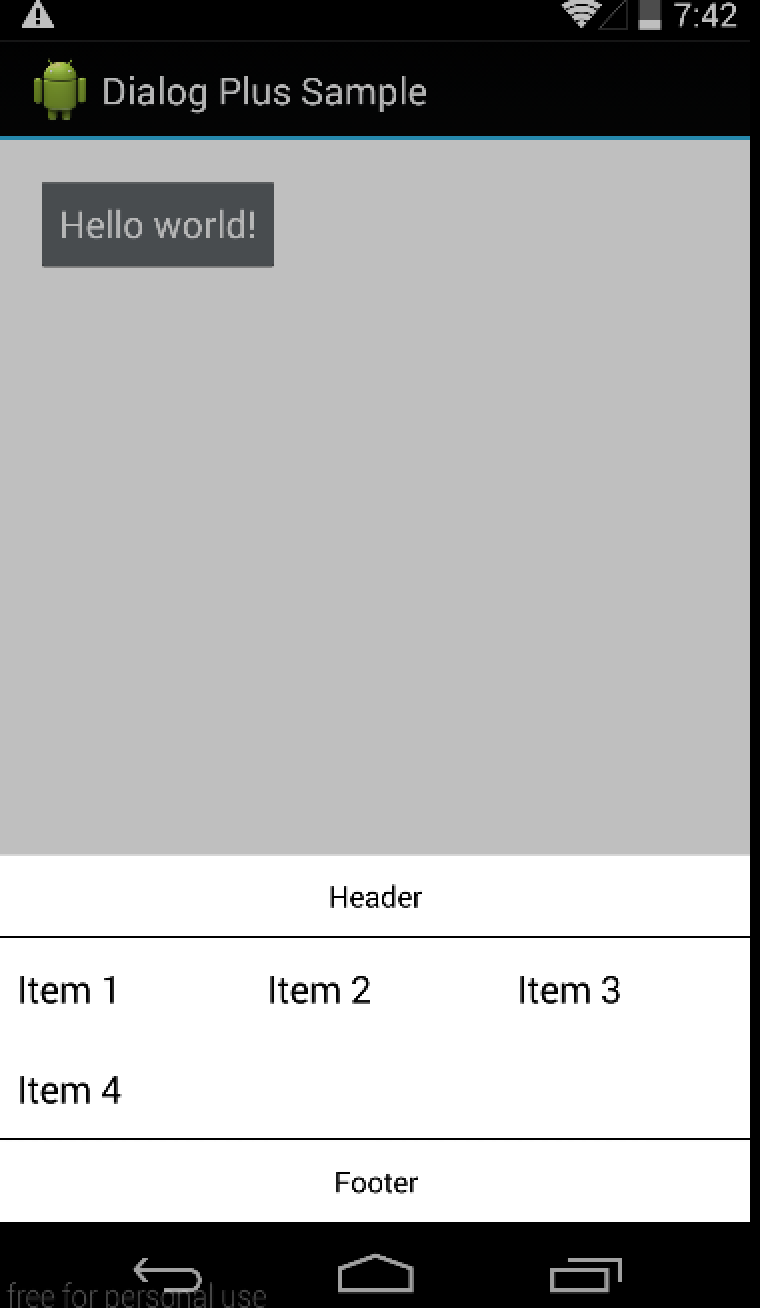 7:42
Dialog Plus Sample
Hello world!
Header
Item 1 Item 2 Item 3
Item 4
Footer
free for personal use